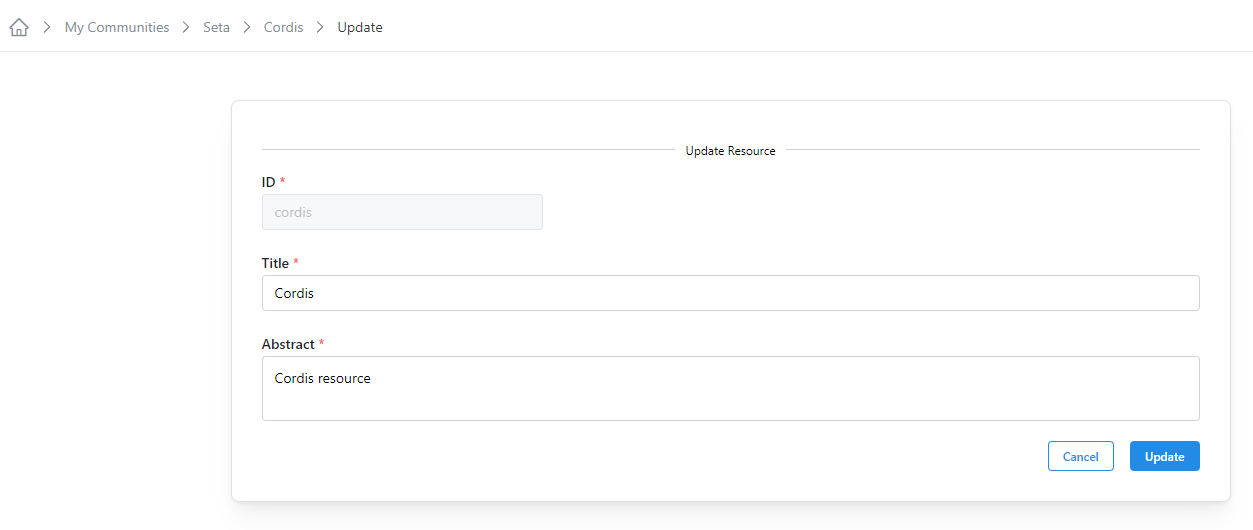 My Communities Seta Cordis Update
Update Resource
ID *
cordis
Title *
Cordis
Abstract *
Cordis resource
Cancel Update